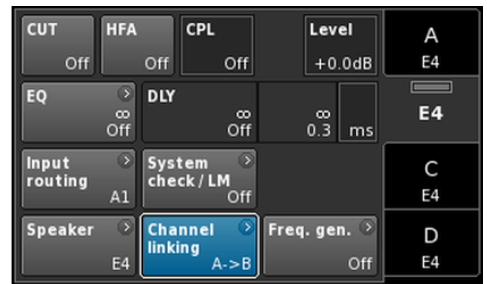 CUT HFA CPL Level A
Off Off Off +0.0dB E4
EQ DLY
∞ ∞ ∞ E4
Off Off 0.3 ms
Input System C
routing check / LM
A1 Off E4
Speaker Channel Freq. gen. D
linking
E4 A->B Off E4